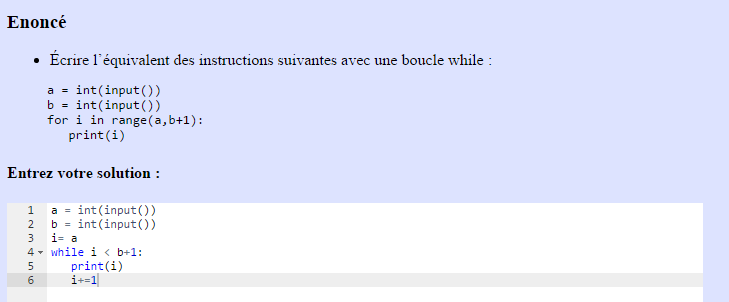 Enoncé
• Écrire l'équivalent des instructions suivantes avec une boucle while :
a = int(input())
b = int(input())
for i in range(a,b+1):
   print(i)
Entrez votre solution :
1 a = int(input())
2 b = int(input())
3 i= a
4 while i < b+1:
5    print(i)
6    i+=1